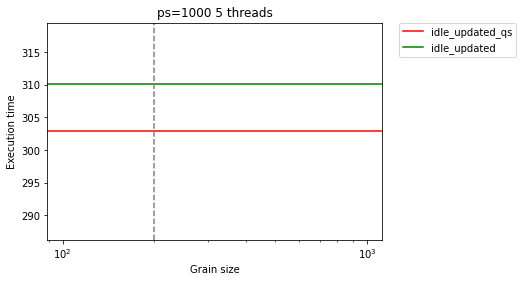 ps=1000 5 threads
idle_updated_qs
idle_updated
Execution time
315
310
305
300
295
290
10²
10³
Grain size